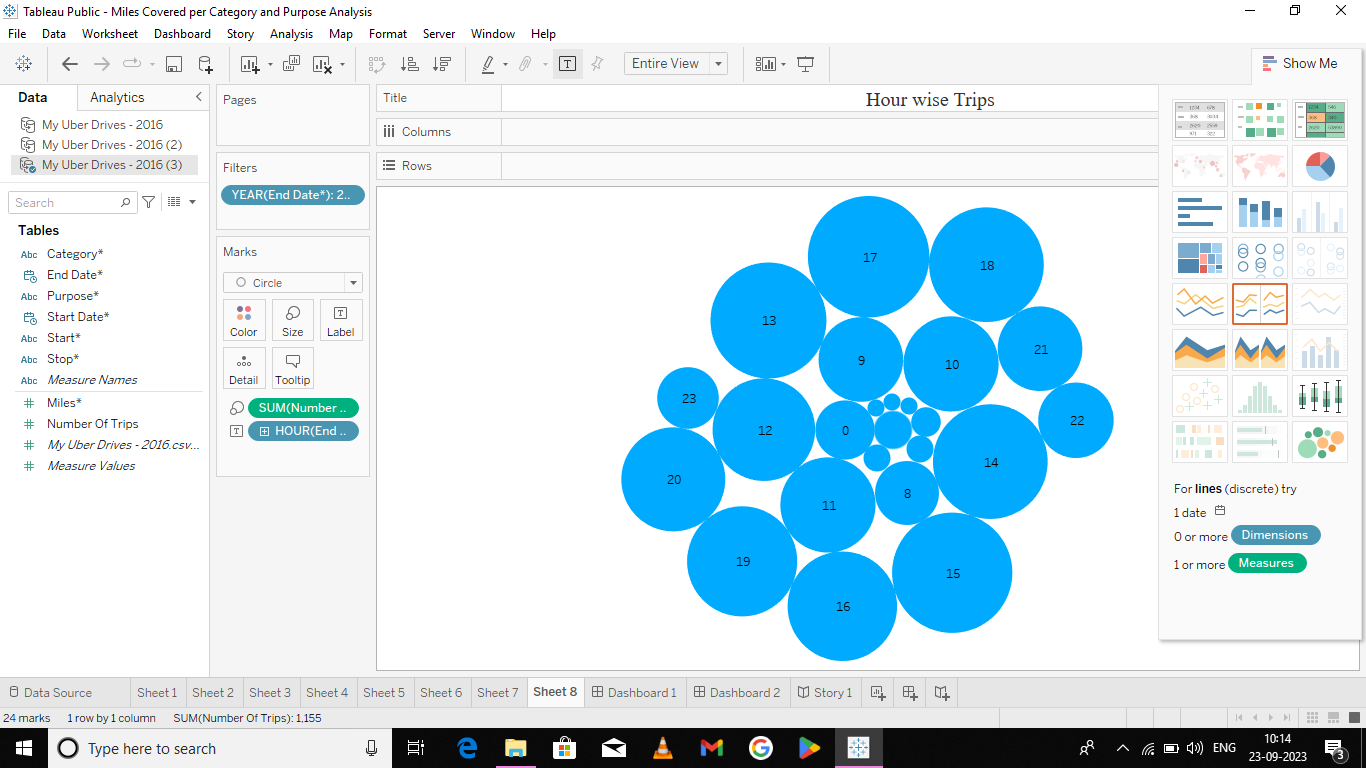 Tableau Public - Miles Covered per Category and Purpose Analysis
File Data Worksheet Dashboard Story Analysis Map Format Server Window Help
Entire View
Show Me
Data Analytics
My Uber Drives - 2016
My Uber Drives - 2016 (2)
My Uber Drives - 2016 (3)
Search
Tables
Abc Category*
End Date*
Abc Purpose*
Start Date*
Abc Start*
Abc Stop*
Abc Measure Names
Miles*
Number Of Trips
My Uber Drives - 2016.csv...
Measure Values
Pages
Filters
YEAR(End Date*): 2..
Marks
Circle
Color Size Label
Detail Tooltip
SUM(Number ..
HOUR(End ..
Title
Hour wise Trips
Columns
Rows
17
18
13
9
10
21
23
12
0
22
20
11
8
14
19
16
15
For lines (discrete) try
1 date
0 or more Dimensions
1 or more Measures
Data Source Sheet 1 Sheet 2 Sheet 3 Sheet 4 Sheet 5 Sheet 6 Sheet 7 Sheet 8 Dashboard 1 Dashboard 2 Story 1
24 marks 1 row by 1 column SUM(Number Of Trips): 1,155
Type here to search
ENG
10:14
23-09-2023
3